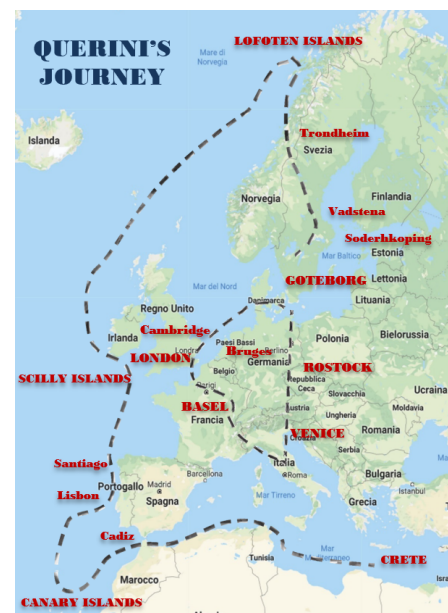 QUERINI'S
JOURNEY
LOFOTEN ISLANDS
Mare di
Norvegia
Islanda
Trondheim
Svezia
Norvegia
Finlandia
Vadstena
Soderhkoping
Estonia
Mar Baltico
Lettonia
Mar del Nord
GOTEBORG
Danimarca
Lituania
Regno Unito
Cambridge
Irlanda
Bielorussia
Paesi Bassi
Polonia
Bruges
Germania
LONDON
Belgio
ROSTOCK
SCILLY ISLANDS
Parigi
Repubblica
Ceca
Ucraina
Slovacchia
BASEL
Austria
Moldavia
Francia
Ungheria
VENICE
Romania
Croazia
Serbia
Santiago
Italia
Bulgaria
Barcellona
Roma
Portogallo
Madrid
Istanbul
Lisbon
Spagna
Mar Tirreno
Grecia
Cadiz
Tunisia
CRETE
Marocco
CANARY ISLANDS